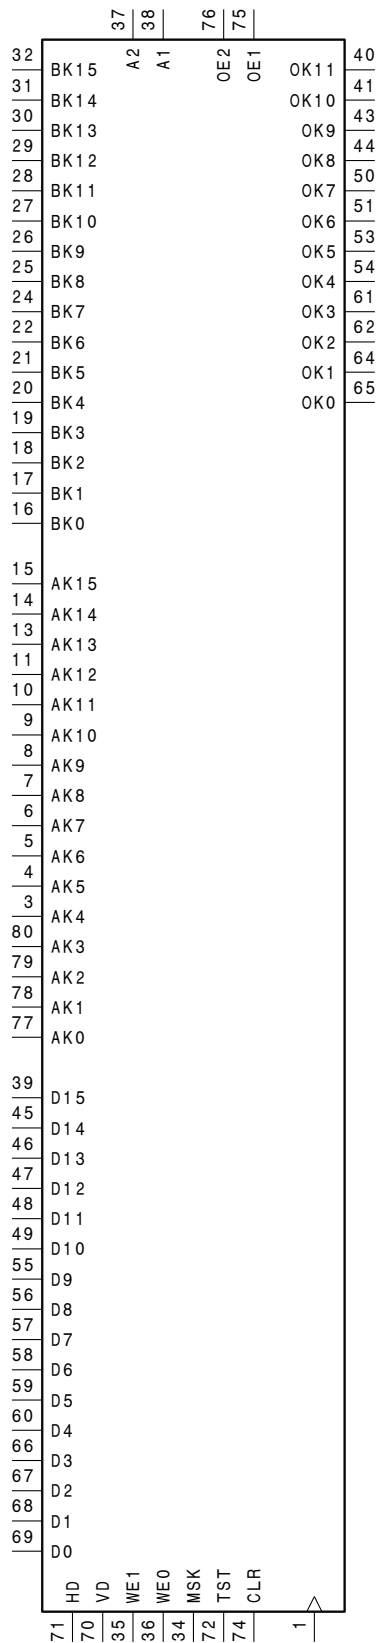 37 38 76 75
A2 A1 OE2 OE1
32 BK15 OK11 40
31 BK14 OK10 41
30 BK13 OK9 43
29 BK12 OK8 44
28 BK11 OK7 50
27 BK10 OK6 51
26 BK9 OK5 53
25 BK8 OK4 54
24 BK7 OK3 61
22 BK6 OK2 62
21 BK5 OK1 64
20 BK4 OK0 65
19 BK3
18 BK2
17 BK1
16 BK0
15 AK15
14 AK14
13 AK13
11 AK12
10 AK11
9 AK10
8 AK9
7 AK8
6 AK7
5 AK6
4 AK5
3 AK4
80 AK3
79 AK2
78 AK1
77 AK0
39 D15
45 D14
46 D13
47 D12
48 D11
49 D10
55 D9
56 D8
57 D7
58 D6
59 D5
60 D4
66 D3
67 D2
68 D1
69 D0
HD VD WE1 WE0 MSK TST CLR
71 70 35 36 34 72 74 1